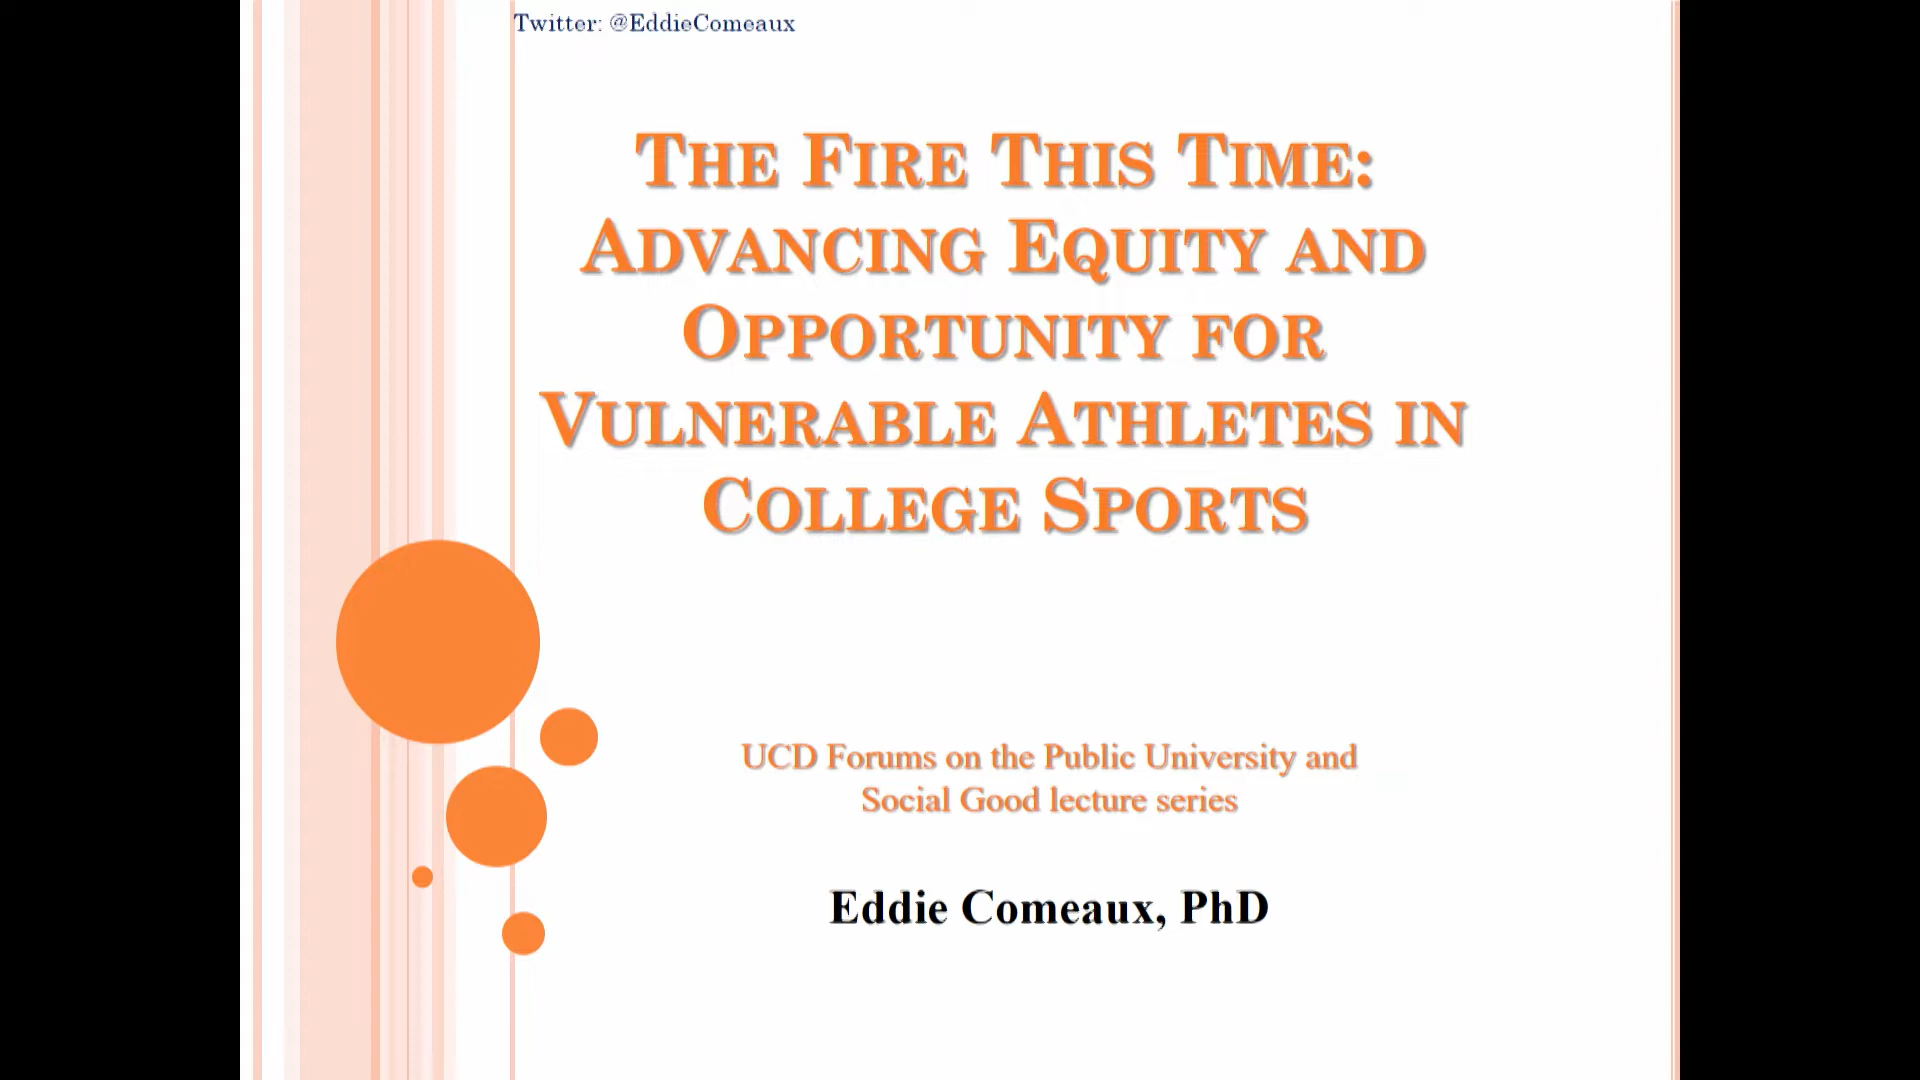 Twitter: @EddieComeaux
The Fire This Time:
Advancing Equity and
Opportunity for
Vulnerable Athletes in
College Sports
UCD Forums on the Public University and
Social Good lecture series
Eddie Comeaux, PhD